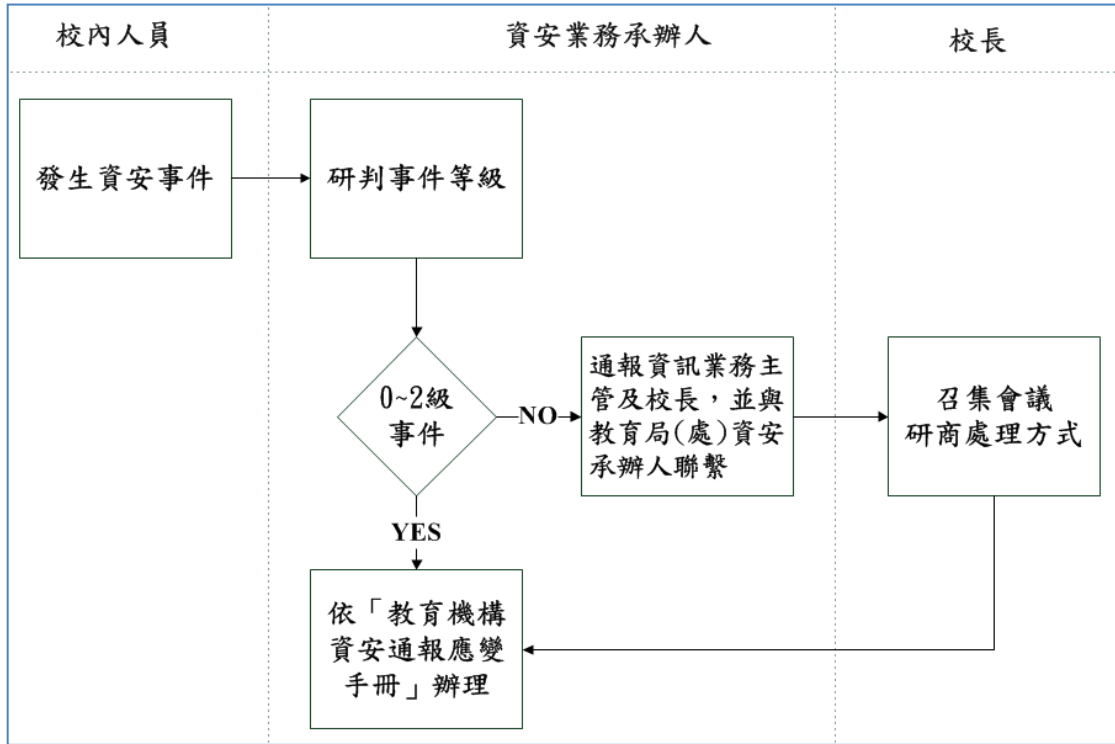 校內人員
資安業務承辦人
校長
發生資安事件
研判事件等級
0~2級
事件
NO
通報資訊業務主
管及校長，並與
教育局(處)資安
承辦人聯繫
召集會議
研商處理方式
YES
依「教育機構
資安通報應變
手冊」辦理